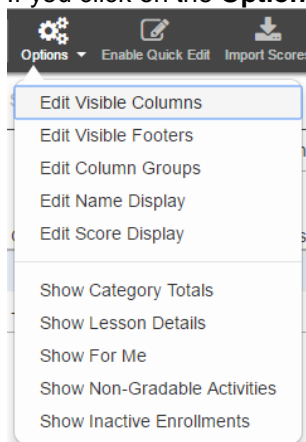 If you click on the Option
Options Enable Quick Edit Import Scores
Edit Visible Columns
Edit Visible Footers
Edit Column Groups
Edit Name Display
Edit Score Display
Show Category Totals
Show Lesson Details
Show For Me
Show Non-Gradable Activities
Show Inactive Enrollments